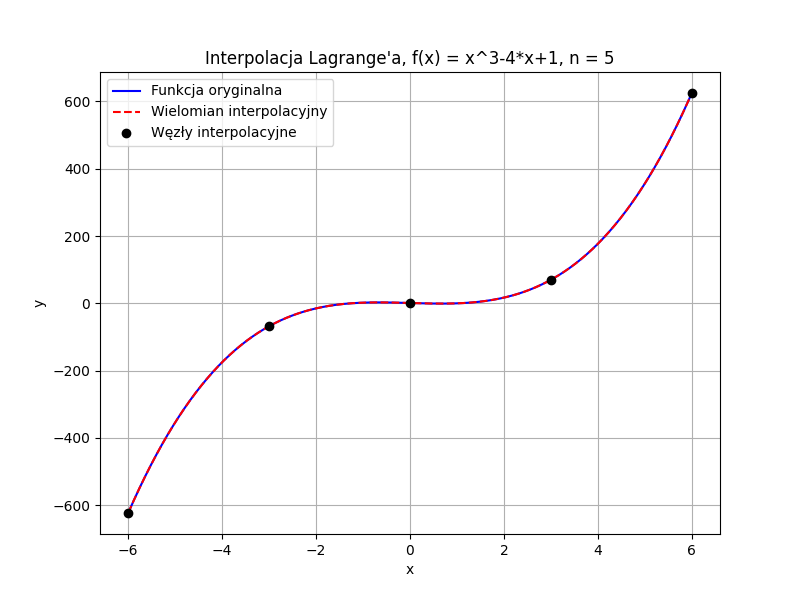 Interpolacja Lagrange'a, f(x) = x^3-4*x+1, n = 5
Funkcja oryginalna
Wielomian interpolacyjny
Węzły interpolacyjne
600
400
200
0
−200
−400
−600
y
−6 −4 −2 0 2 4 6
x